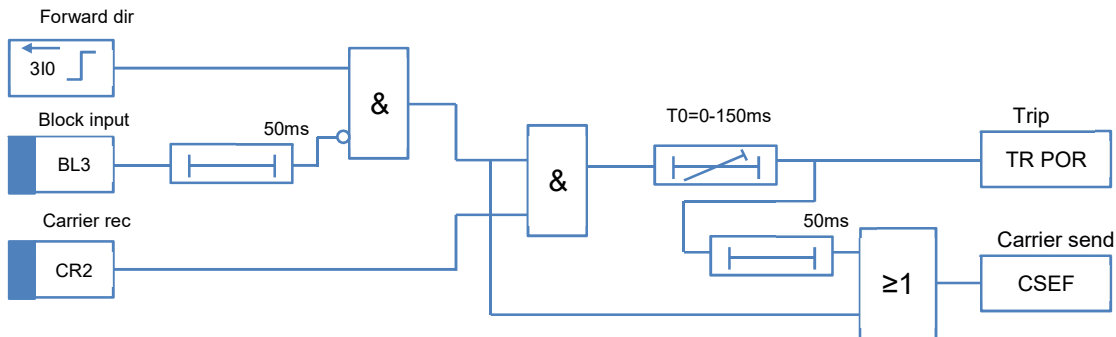 Forward dir
3I0
&
Block input
50ms
BL3
T0=0-150ms
Trip
TR POR
&
Carrier rec
CR2
50ms
Carrier send
≥1
CSEF